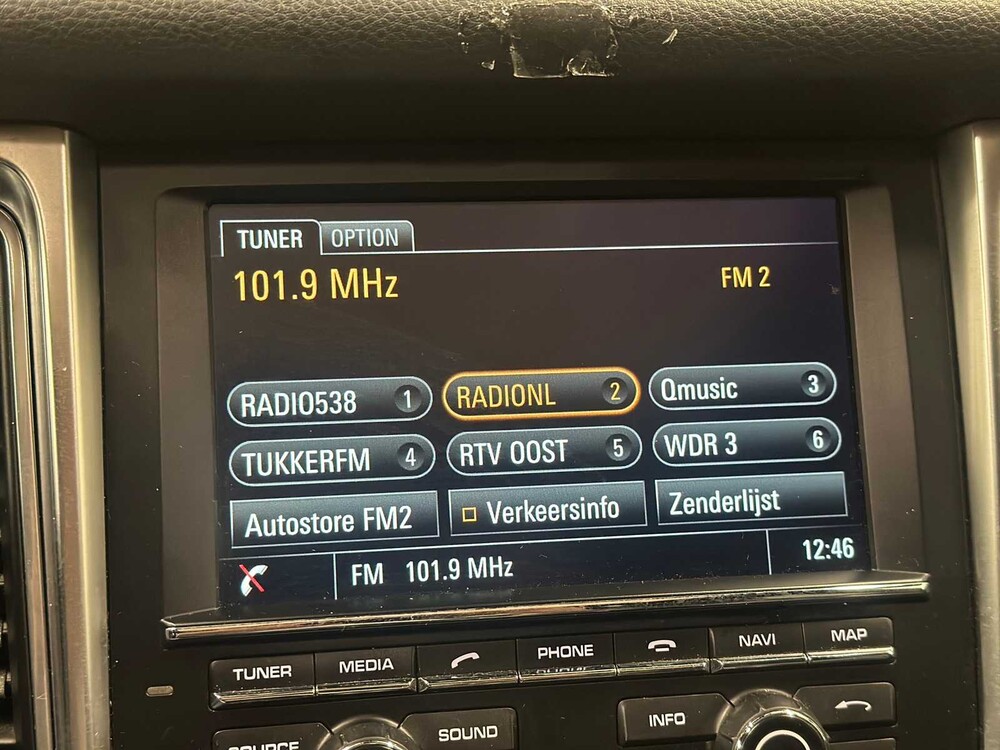 TUNER OPTION
101.9 MHz FM 2
RADIO538 1 RADIONL 2 Qmusic 3
TUKKERFM 4 RTV OOST 5 WDR 3 6
Autostore FM2 Verkeersinfo Zenderlijst
FM 101.9 MHz 12:46
TUNER MEDIA PHONE NAVI MAP
SOURCE SOUND INFO